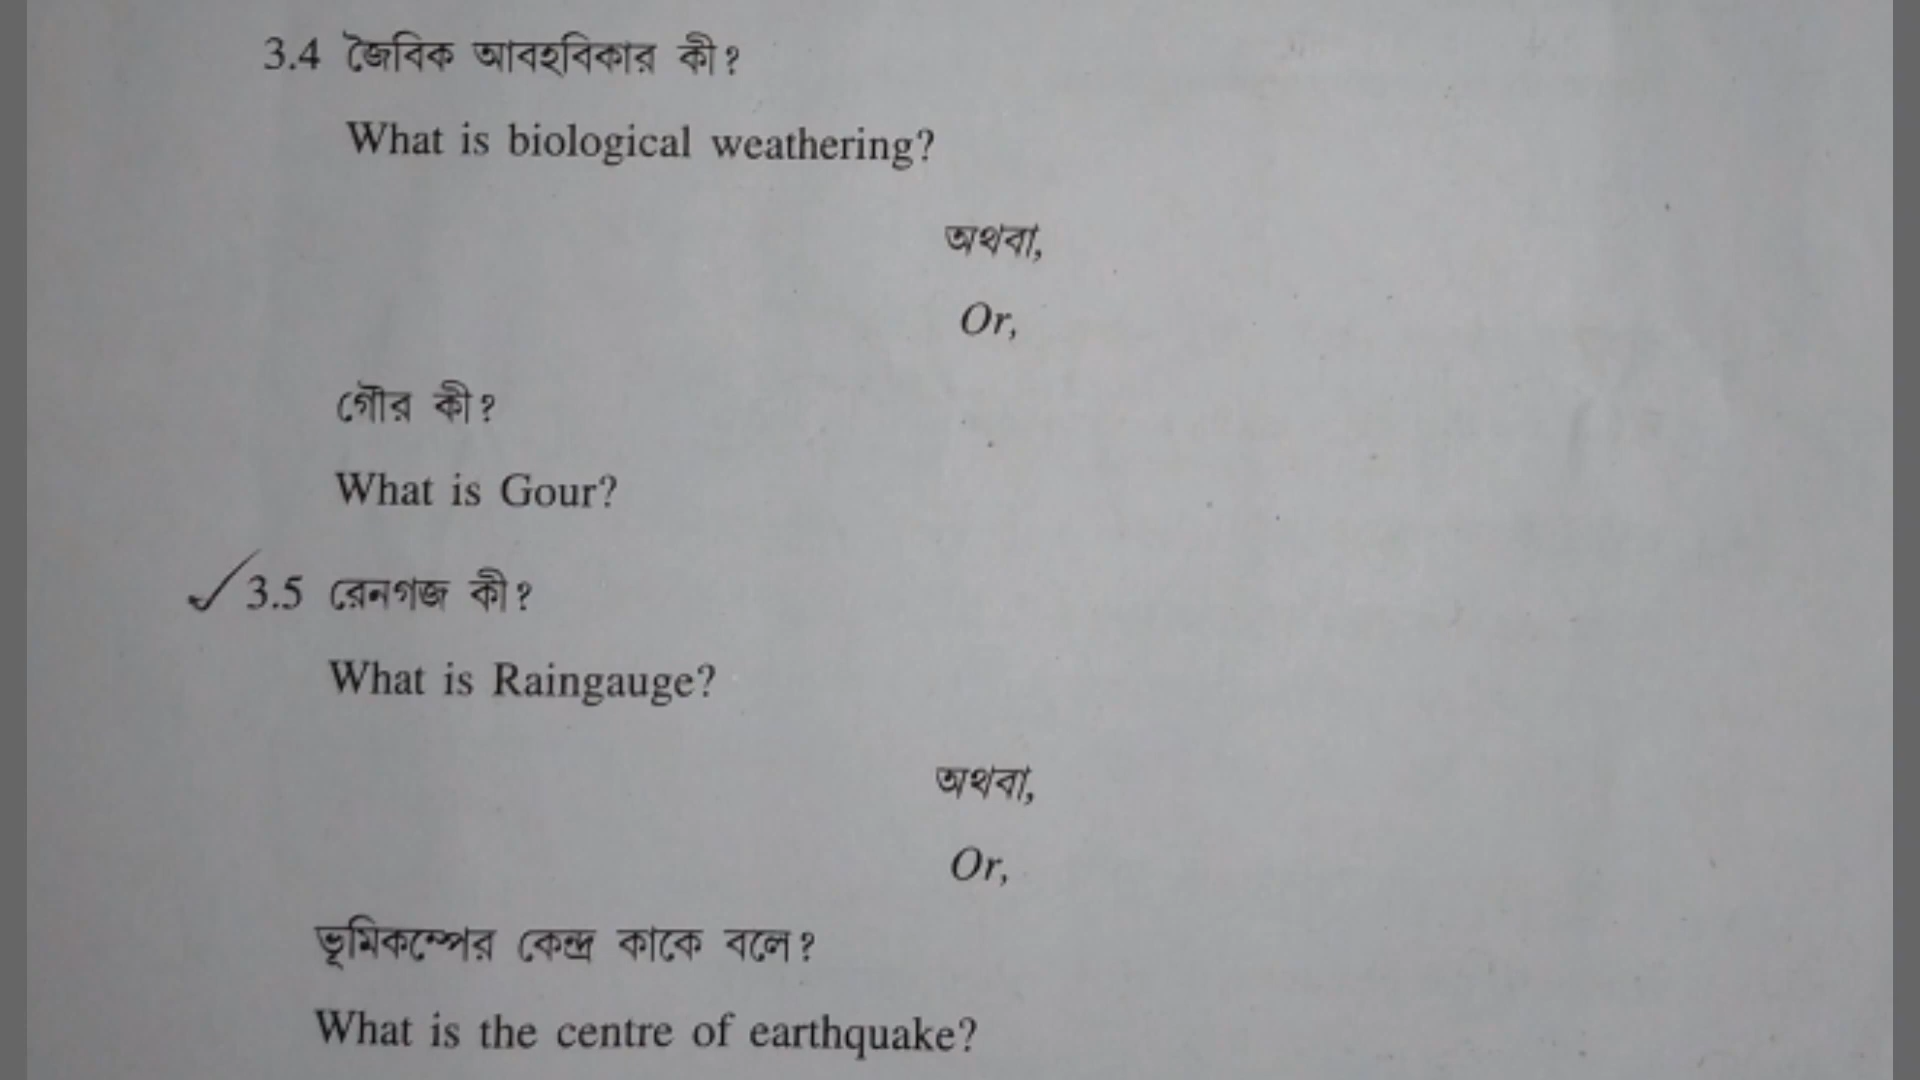 3.4 জৈবিক আবহবিকার কী?
What is biological weathering?
অথবা,
Or,
গৌর কী?
What is Gour?
3.5 রেনগজ কী?
What is Raingauge?
অথবা,
Or,
ভূমিকম্পের কেন্দ্র কাকে বলে?
What is the centre of earthquake?